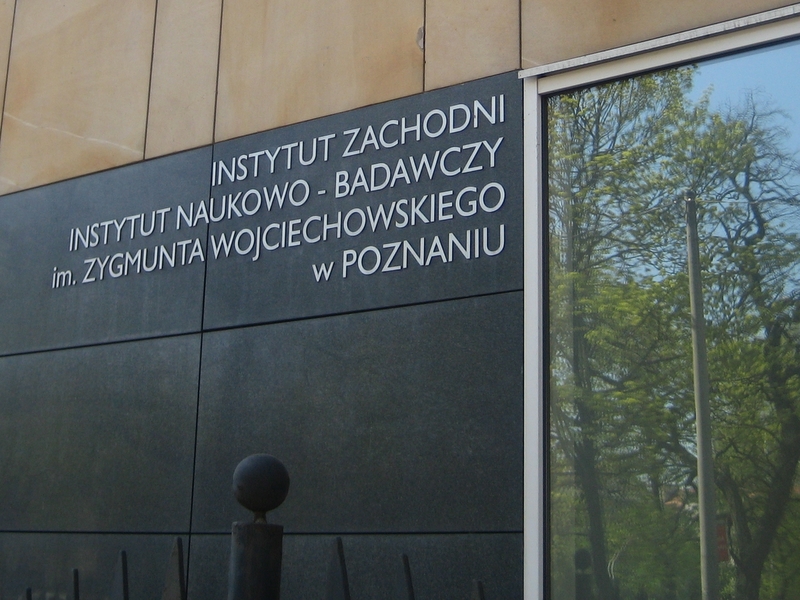 INSTYTUT ZACHODNI
INSTYTUT NAUKOWO - BADAWCZY
im. ZYGMUNTA WOJCIECHOWSKIEGO
w POZNANIU